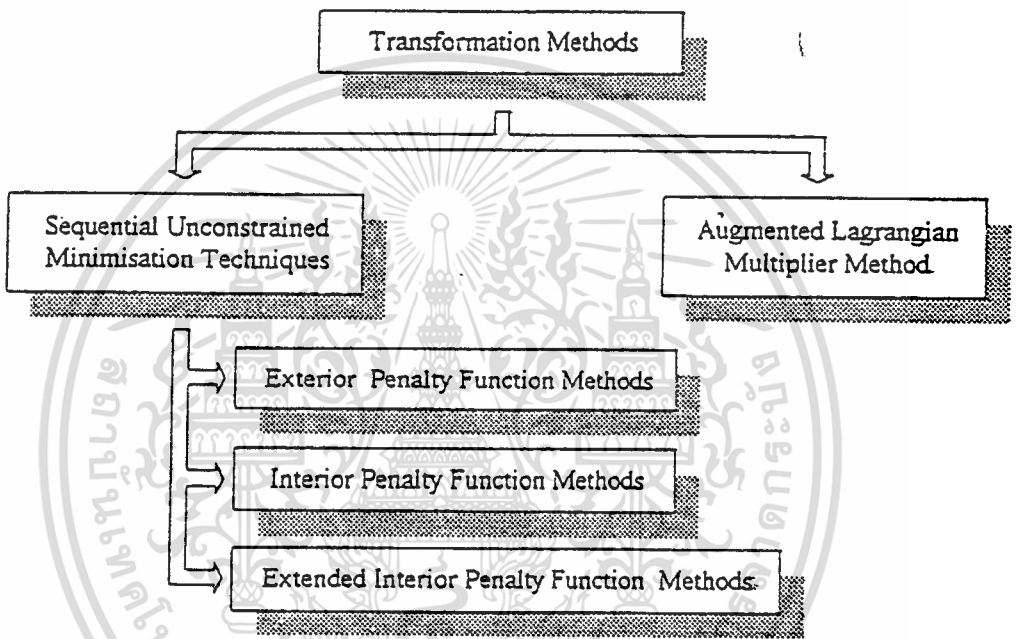 Transformation Methods
Sequential Unconstrained
Minimisation Techniques
Augmented Lagrangian
Multiplier Method
Exterior Penalty Function Methods
Interior Penalty Function Methods
Extended Interior Penalty Function Methods